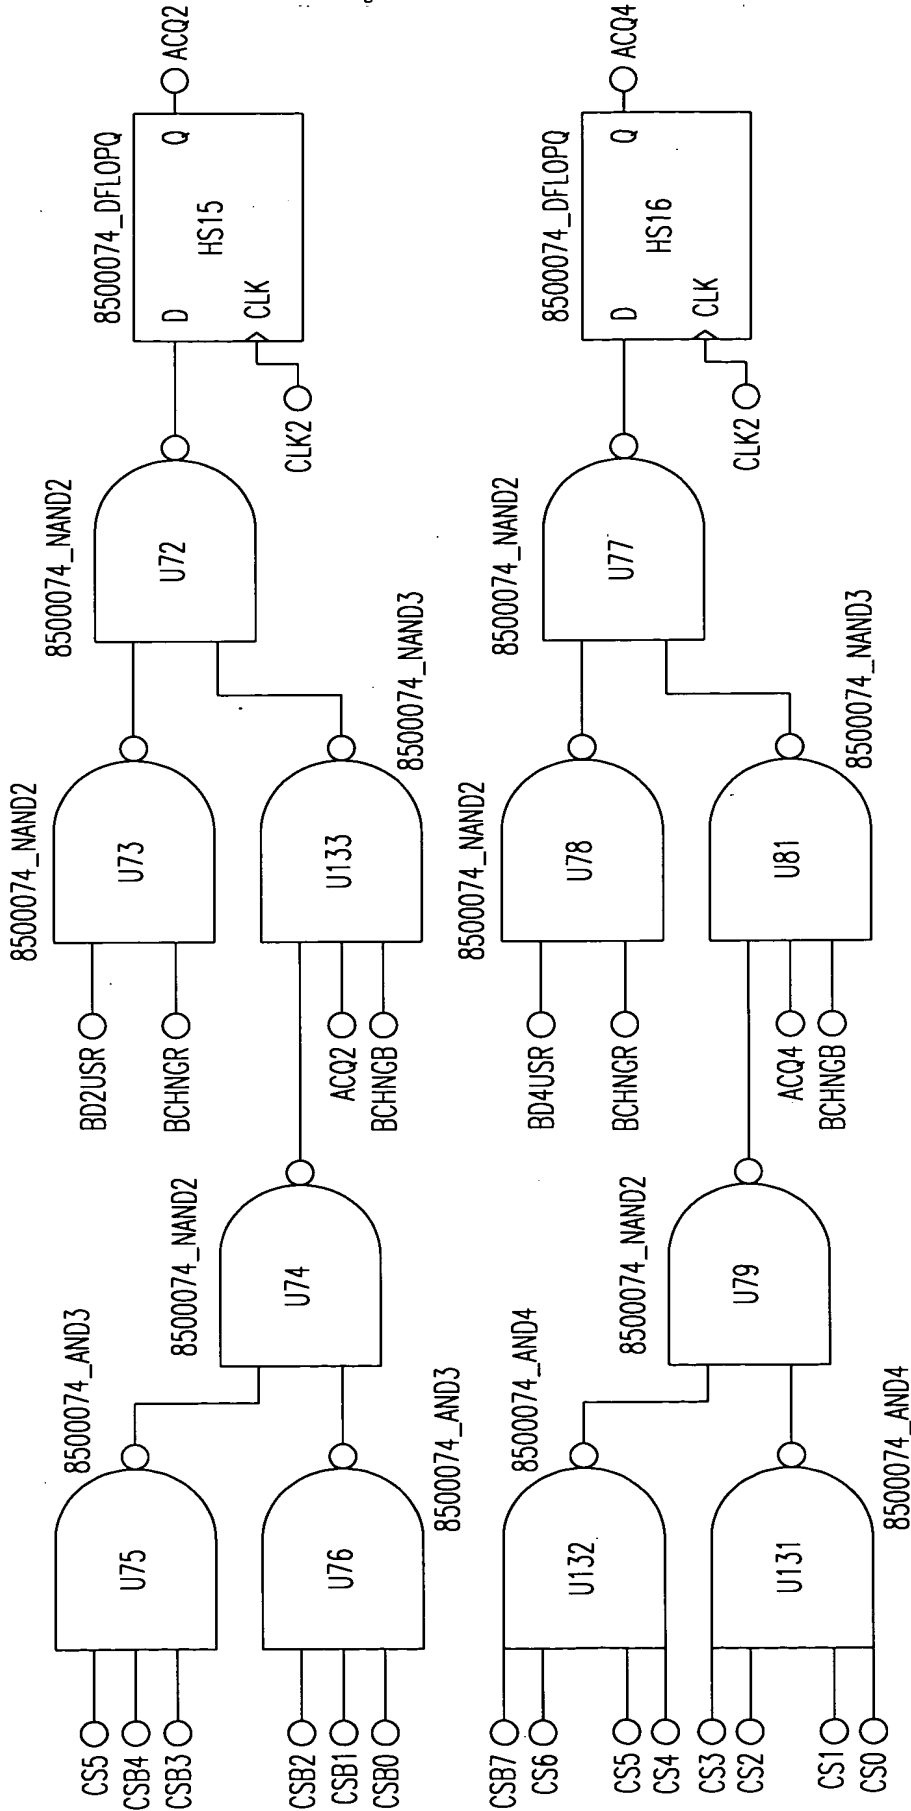 8500074_DFLOPQ
ACQ2
D
Q
HS15
CLK
CLK2
8500074_NAND2
U72
8500074_NAND2
U73
BD2USR
BCHNGR
8500074_NAND3
U133
ACQ2
BCHNGB
8500074_NAND2
U74
8500074_AND3
U75
CS5
CSB4
CSB3
8500074_AND3
U76
CSB2
CSB1
CSB0
8500074_DFLOPQ
ACQ4
D
Q
HS16
CLK
CLK2
8500074_NAND2
U77
8500074_NAND2
U78
BD4USR
BCHNGR
8500074_NAND3
U81
ACQ4
BCHNGB
8500074_NAND2
U79
8500074_AND4
U132
CSB7
CS6
CS5
CS4
8500074_AND4
U131
CS3
CS2
CS1
CS0